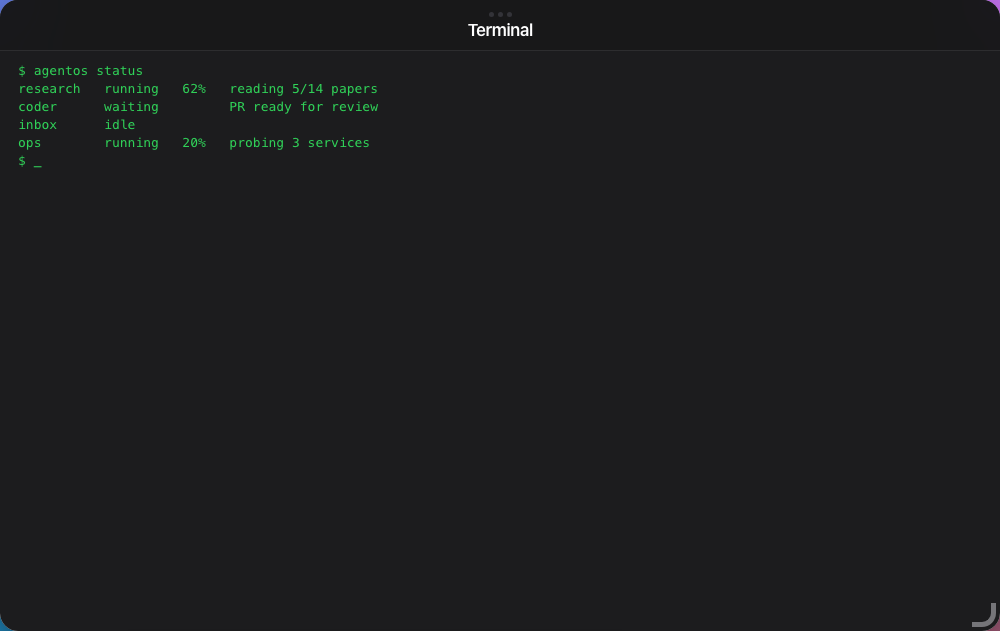 Terminal
$ agentos status
research   running   62%   reading 5/14 papers
coder      waiting         PR ready for review
inbox      idle
ops        running   20%   probing 3 services
$ _